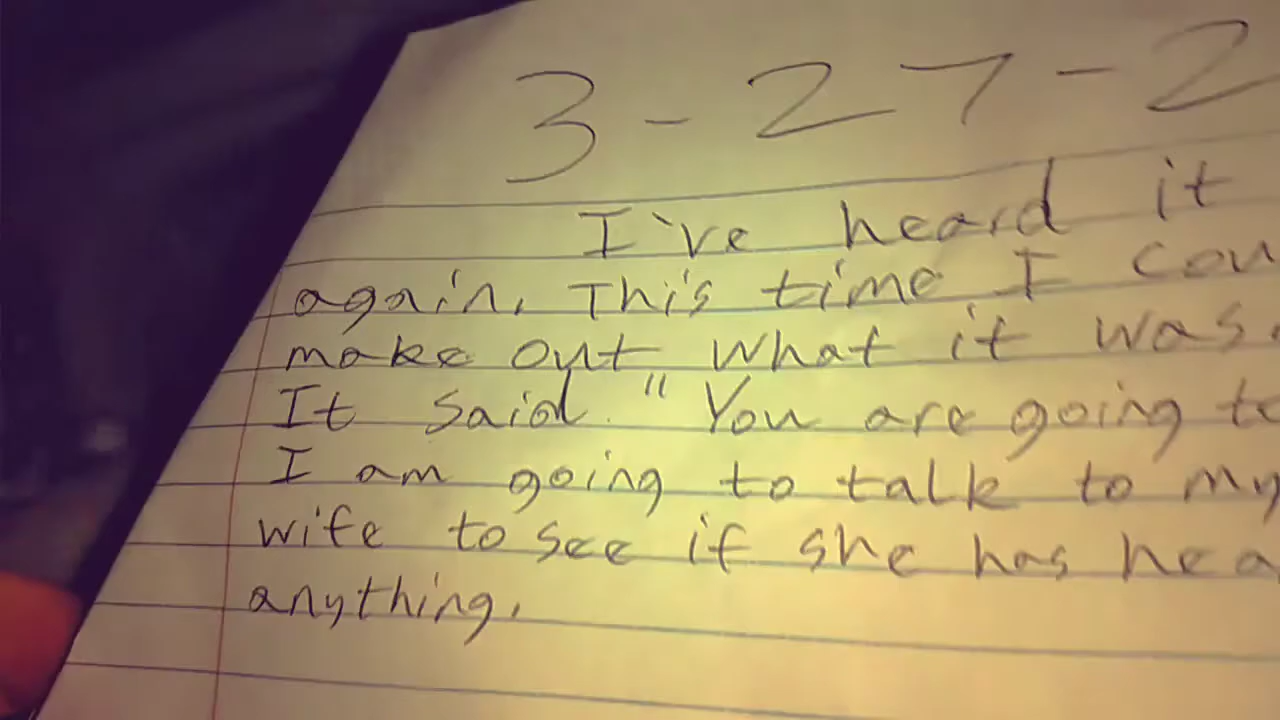 3-27-2
I've heard it
again. This time I cou
make out what it was.
It said. "You are going to
I am going to talk to my
wife to see if she has hea
anything.